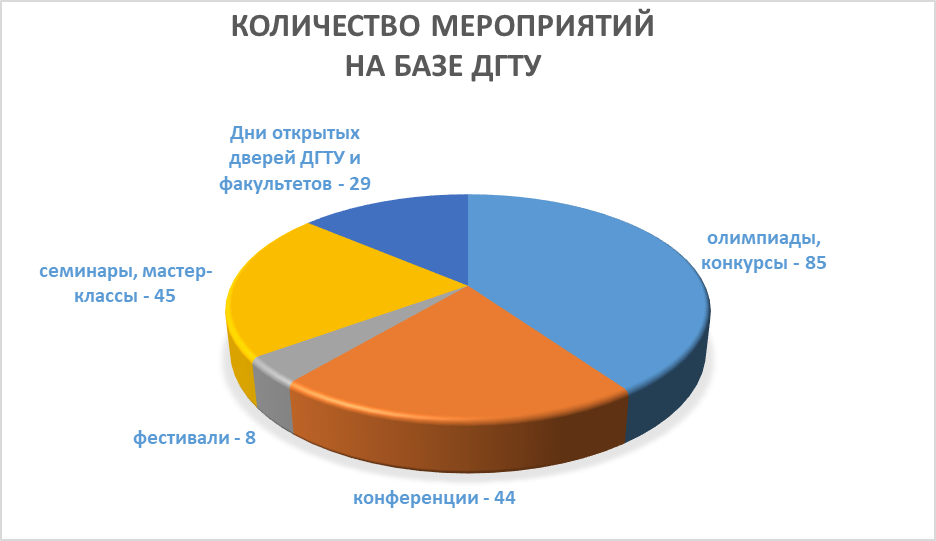 КОЛИЧЕСТВО МЕРОПРИЯТИЙ
НА БАЗЕ ДГТУ
Дни открытых
дверей ДГТУ и
факультетов - 29
олимпиады,
конкурсы - 85
семинары, мастер-
классы - 45
фестивали - 8
конференции - 44